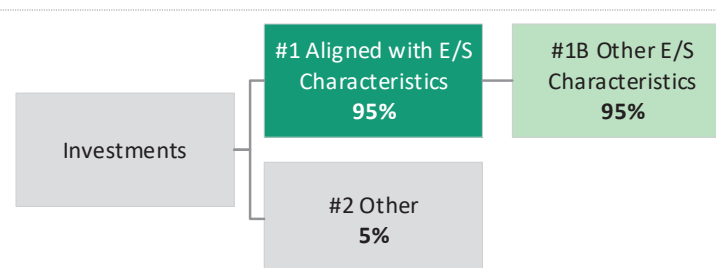 Investments
#1 Aligned with E/S
Characteristics
95%
#1B Other E/S
Characteristics
95%
#2 Other
5%